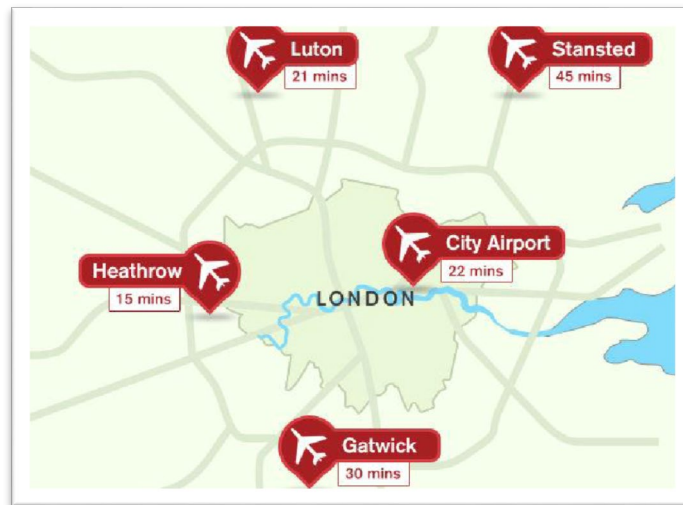 Luton
21 mins
Stansted
45 mins
City Airport
22 mins
Heathrow
15 mins
LONDON
Gatwick
30 mins